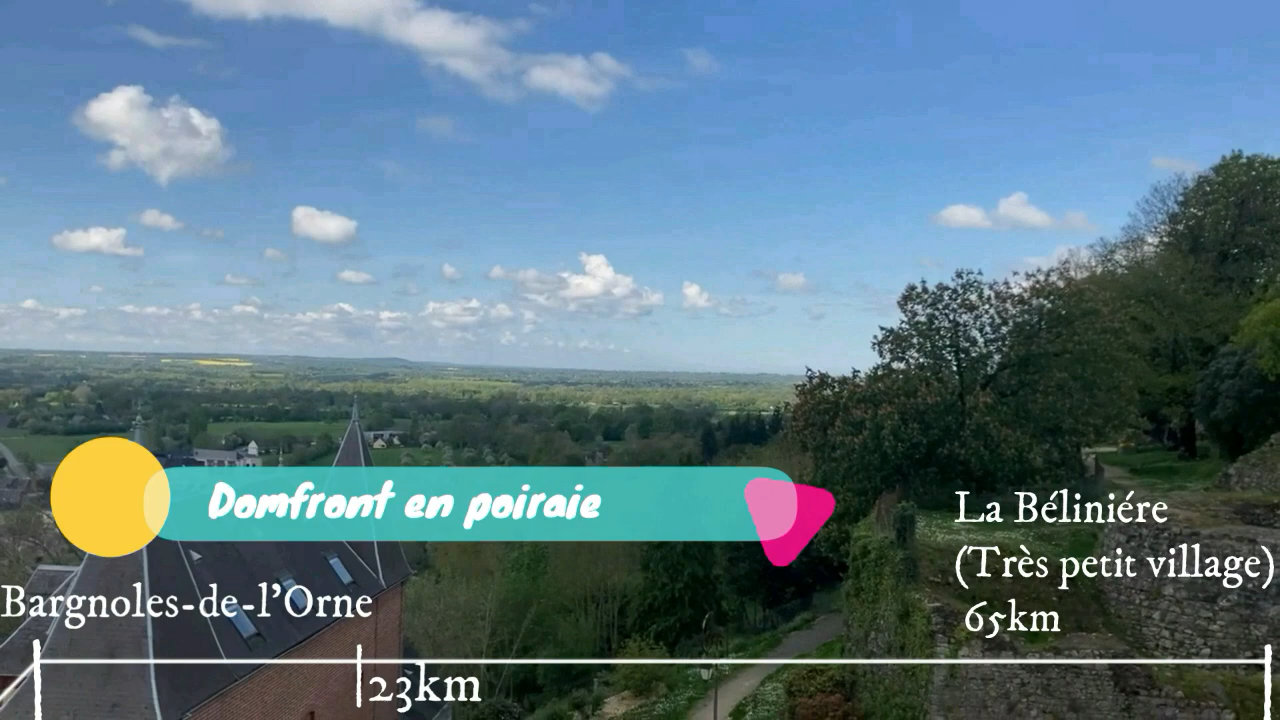 Domfront en poiraie
La Béliniére
(Très petit village)
65km
Bargnoles-de-l'Orne
23km